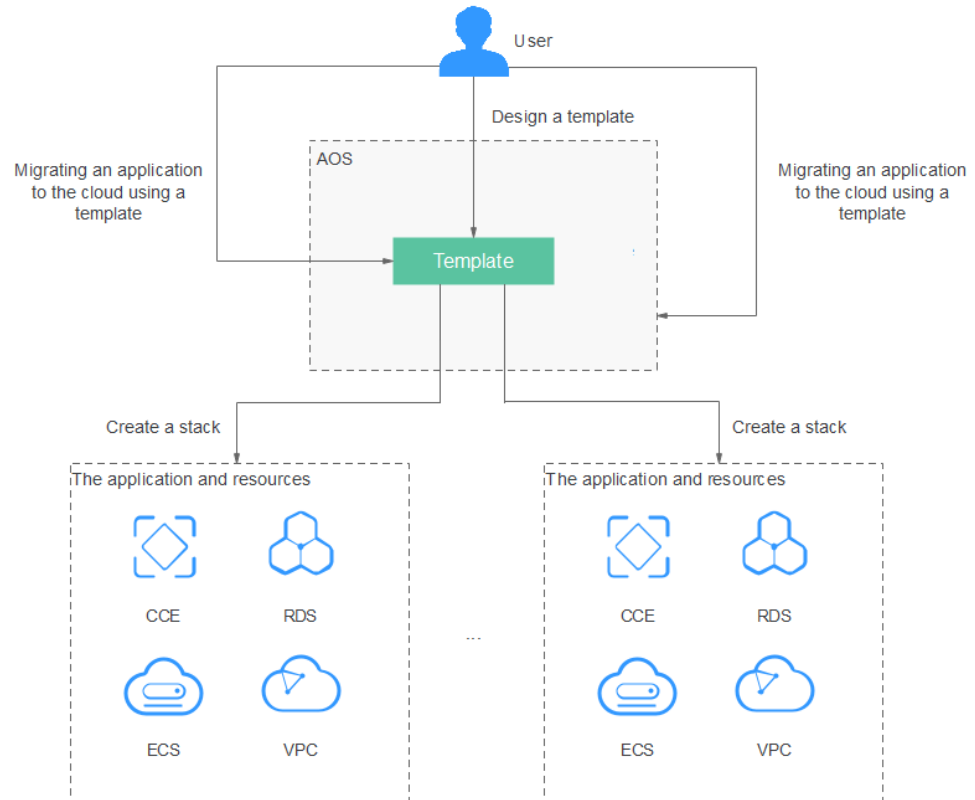 User
Design a template
AOS
Migrating an application
to the cloud using a
template
Migrating an application
to the cloud using a
template
Template
Create a stack
Create a stack
The application and resources
The application and resources
CCE
RDS
CCE
RDS
...
ECS
VPC
ECS
VPC